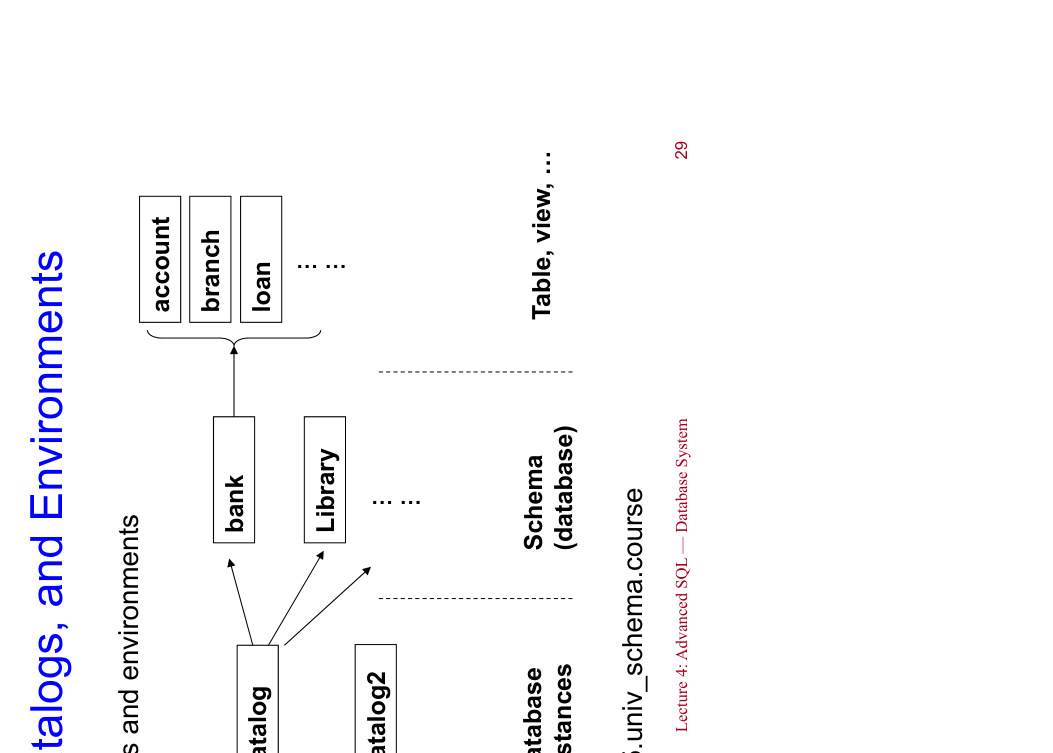 talogs, and Environments
s and environments
account
branch
loan
… …
bank
Library
… …
atalog
atalog2
atabase
stances
Schema
(database)
Table, view, …
.univ_schema.course
Lecture 4: Advanced SQL — Database System
29